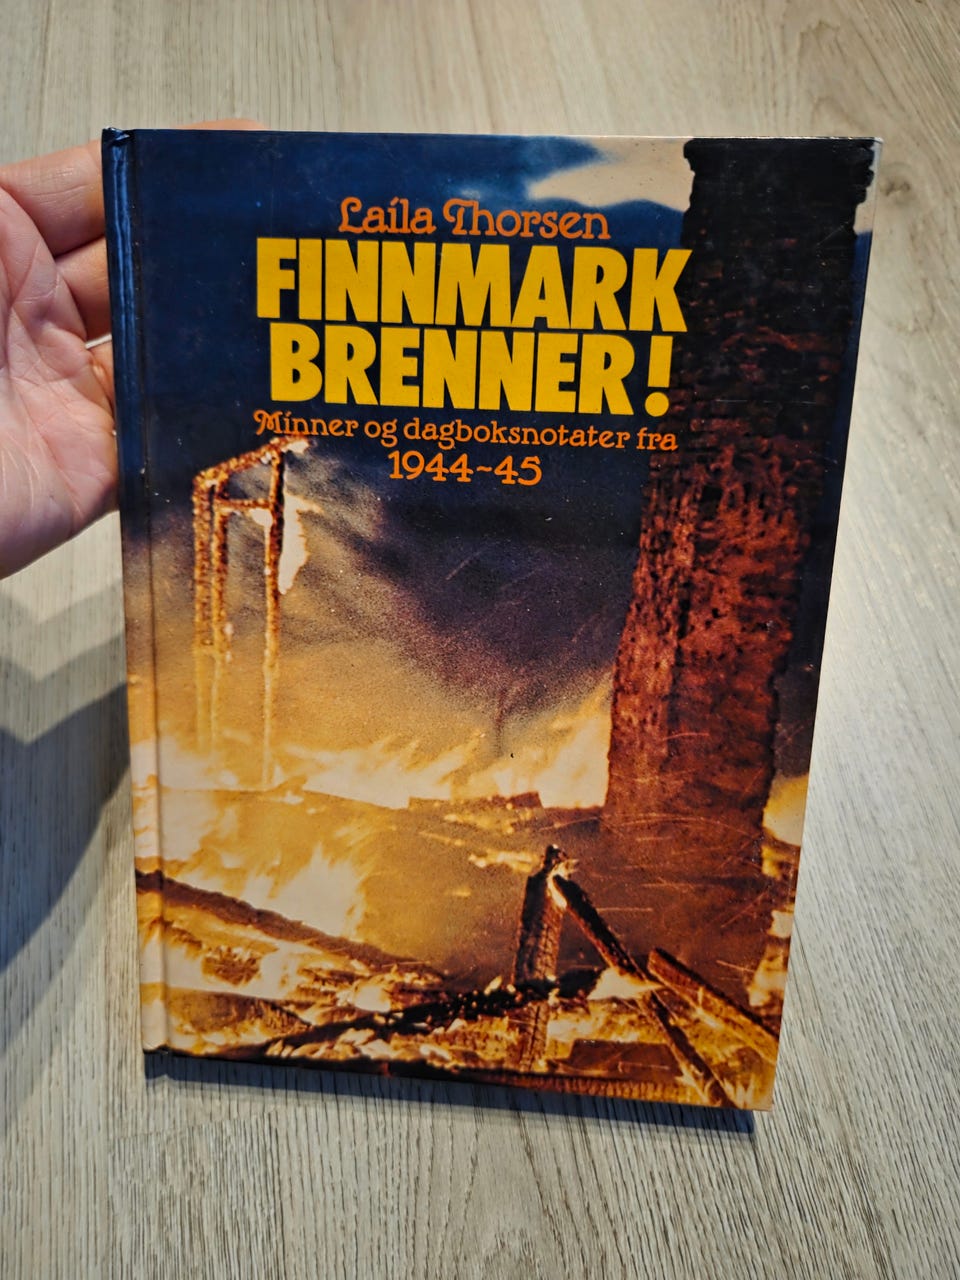 Laila Thorsen
FINNMARK
BRENNER!
Minner og dagboksnotater fra
1944-45